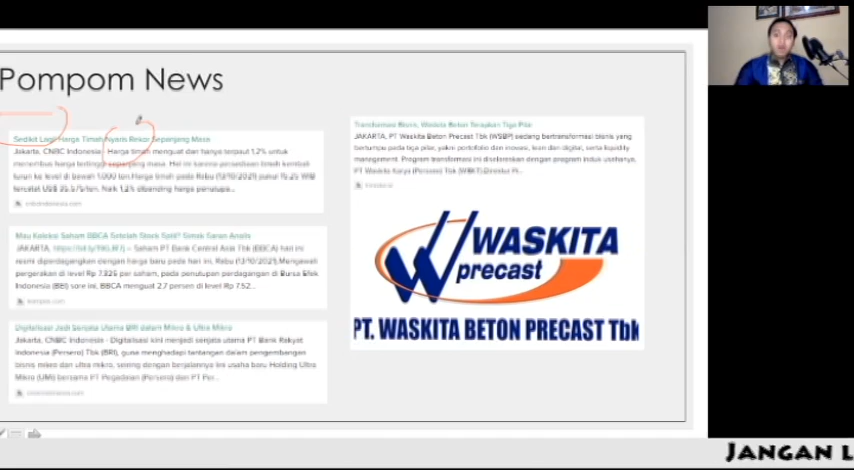 Pompom News
Sedikit Lagi Harga Timah Nyaris Rekor Sepanjang Masa
Jakarta, CNBC Indonesia - Harga timah menguat dan hanya terpaut 1,2% untuk
menembus harga tertinggi sepanjang masa. Hal ini karena persediaan timah kembali
turun ke level di bawah 1.000 ton. Harga timah pada Rabu (13/10/2021) pukul 15.25 WIB
tercatat US$ 35.575/ton. Naik 1,2% dibanding harga penutupa...
cnbcindonesia.com
Mau Koleksi Saham BBCA Setelah Stock Split? Simak Saran Analis
JAKARTA, - Saham PT Bank Central Asia Tbk (BBCA) hari ini
resmi diperdagangkan dengan harga baru pada hari ini, Rabu (13/10/2021). Mengawali
pergerakan di level Rp 7.325 per saham, pada penutupan perdagangan di Bursa Efek
Indonesia (BEI) sore ini, BBCA menguat 2,7 persen di level Rp 7.52...
kompas.com
Digitalisasi Jadi Senjata Utama BRI dalam Mikro & Ultra Mikro
Jakarta, CNBC Indonesia - Digitalisasi kini menjadi senjata utama PT Bank Rakyat
Indonesia (Persero) Tbk (BRI), guna menghadapi tantangan dalam pengembangan
bisnis mikro dan ultra mikro, seiring dengan berjalannya lini usaha baru Holding Ultra
Mikro (UMi) bersama PT Pegadaian (Persero) dan PT Per...
cnbcindonesia.com
Transformasi Bisnis, Waskita Beton Terapkan Tiga Pilar
JAKARTA, PT Waskita Beton Precast Tbk (WSBP) sedang bertransformasi bisnis yang
bertumpu pada tiga pilar, yakni portofolio dan inovasi, lean dan digital, serta liquidity
management. Program transformasi ini diselaraskan dengan program induk usahanya,
PT Waskita Karya (Persero) Tbk (WSKT). Direktur
WASKITA
precast
PT. WASKITA BETON PRECAST Tbk
JANGAN L